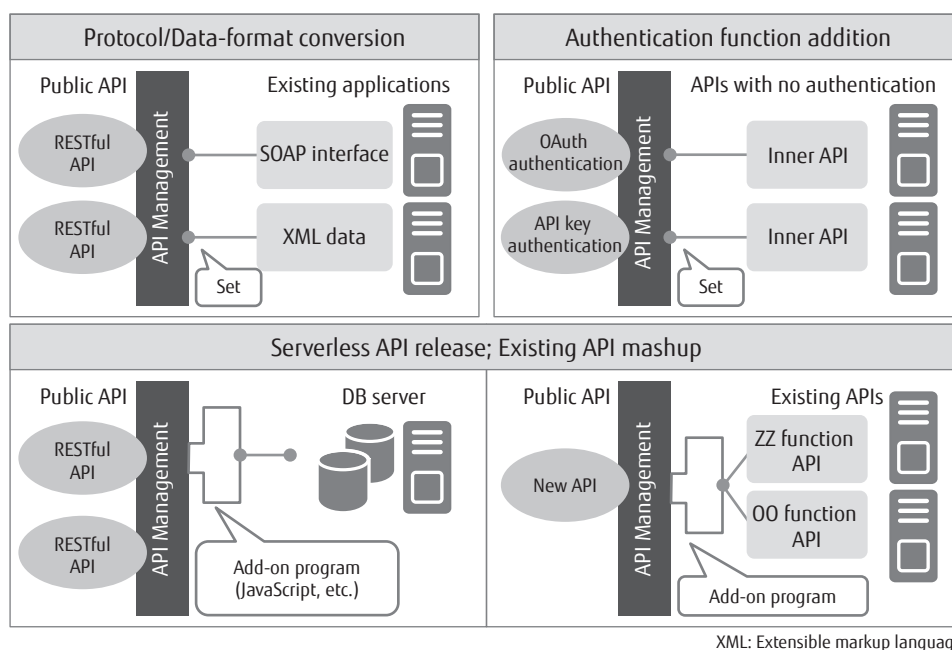 Protocol/Data-format conversion
Public API
Existing applications
RESTful
API
RESTful
API
API Management
SOAP interface
XML data
Set
Authentication function addition
Public API
APIs with no authentication
OAuth
authentication
API key
authentication
API Management
Inner API
Inner API
Set
Serverless API release; Existing API mashup
Public API
DB server
RESTful
API
RESTful
API
API Management
Add-on program
(JavaScript, etc.)
Public API
Existing APIs
New API
API Management
ZZ function
API
OO function
API
Add-on program
XML: Extensible markup languag